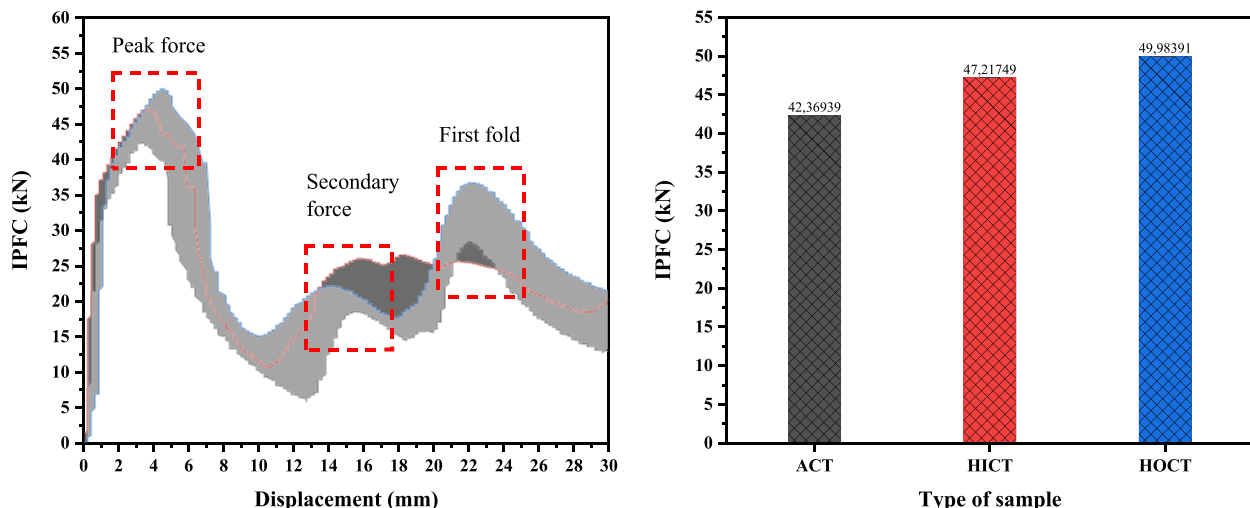 60
55
50
45
40
35
30
25
20
15
10
5
0
IPFC (kN)
Peak force
Secondary
force
First fold
0 2 4 6 8 10 12 14 16 18 20 22 24 26 28 30
Displacement (mm)
55
50
45
40
35
30
25
20
15
10
5
0
IPFC (kN)
42,36939
47,21749
49,98391
ACT HICT HOCT
Type of sample